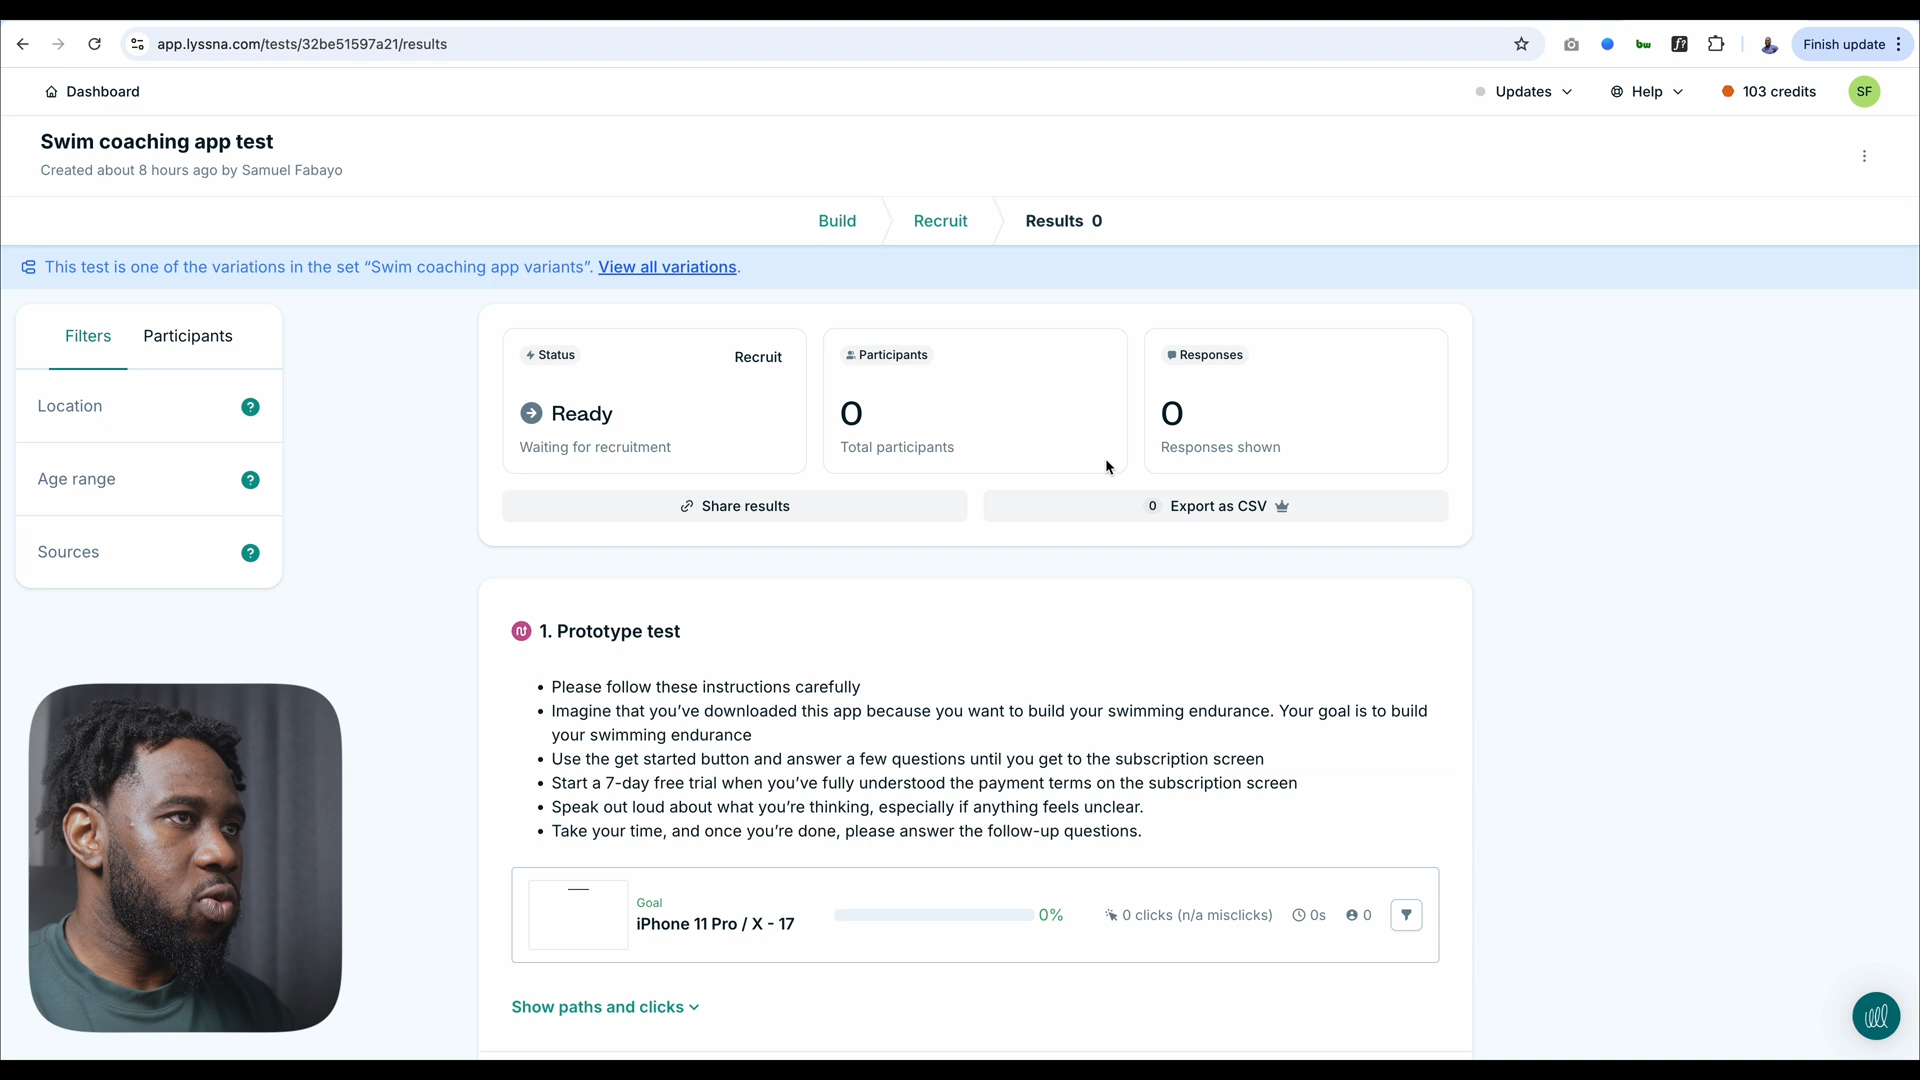 app.lyssna.com/tests/32be51597a21/results
bw
f?
Finish update
Dashboard
Updates
Help
103 credits
SF
Swim coaching app test
Created about 8 hours ago by Samuel Fabayo
Build
Recruit
Results 0
This test is one of the variations in the set “Swim coaching app variants”. View all variations.
Filters
Participants
Location
?
Age range
?
Sources
?
Status
Recruit
Ready
Waiting for recruitment
Participants
0
Total participants
Responses
0
Responses shown
Share results
0 Export as CSV
1. Prototype test
• Please follow these instructions carefully
• Imagine that you’ve downloaded this app because you want to build your swimming endurance. Your goal is to build
your swimming endurance
• Use the get started button and answer a few questions until you get to the subscription screen
• Start a 7-day free trial when you’ve fully understood the payment terms on the subscription screen
• Speak out loud about what you’re thinking, especially if anything feels unclear.
• Take your time, and once you’re done, please answer the follow-up questions.
Goal
iPhone 11 Pro / X - 17
0%
0 clicks (n/a misclicks)
0s
0
Show paths and clicks